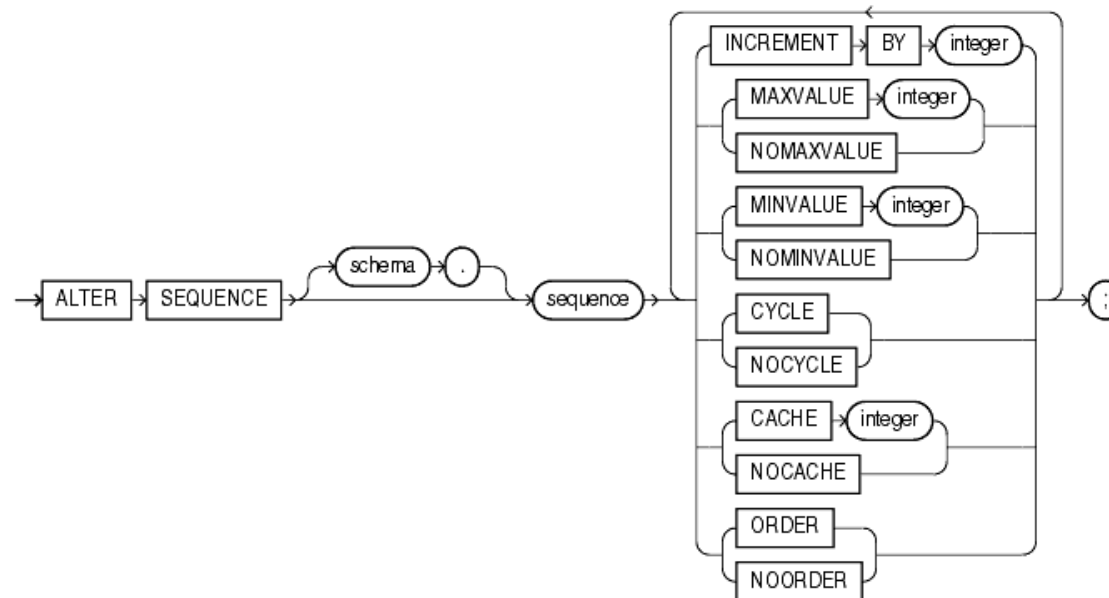 INCREMENT BY integer
MAXVALUE integer
NOMAXVALUE
MINVALUE integer
NOMINVALUE
schema .
ALTER SEQUENCE sequence ;
CYCLE
NOCYCLE
CACHE integer
NOCACHE
ORDER
NOORDER